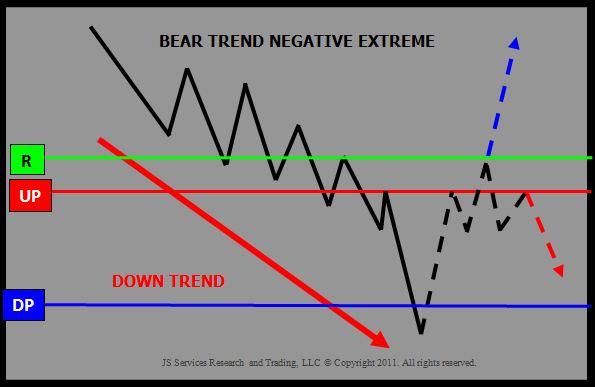 BEAR TREND NEGATIVE EXTREME
R
UP
DOWN TREND
DP
JS Services Research and Trading, LLC © Copyright 2011. All rights reserved.